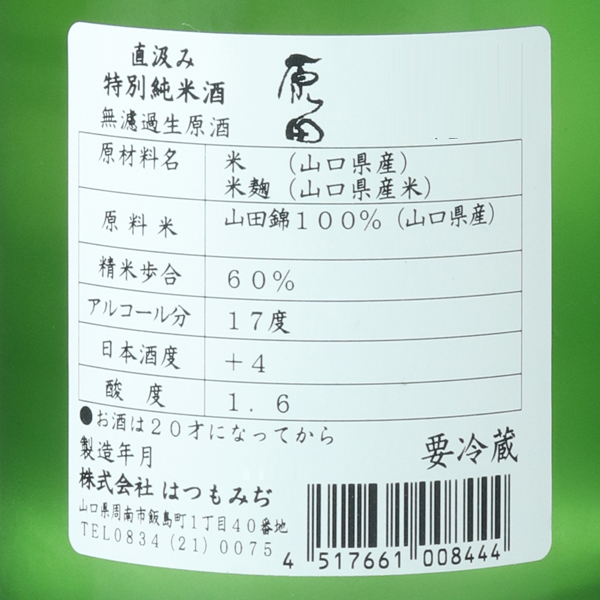 直汲み
特別純米酒
無濾過生原酒
原田
原材料名 米 (山口県産)
米麹 (山口県産米)
原料米 山田錦100% (山口県産)
精米歩合 60%
アルコール分 17度
日本酒度 +4
酸度 1.6
●お酒は20才になってから
製造年月
要冷蔵
株式会社 はつもみぢ
山口県周南市飯島町1丁目40番地
TEL0834 (21) 0075
4 517661 008444